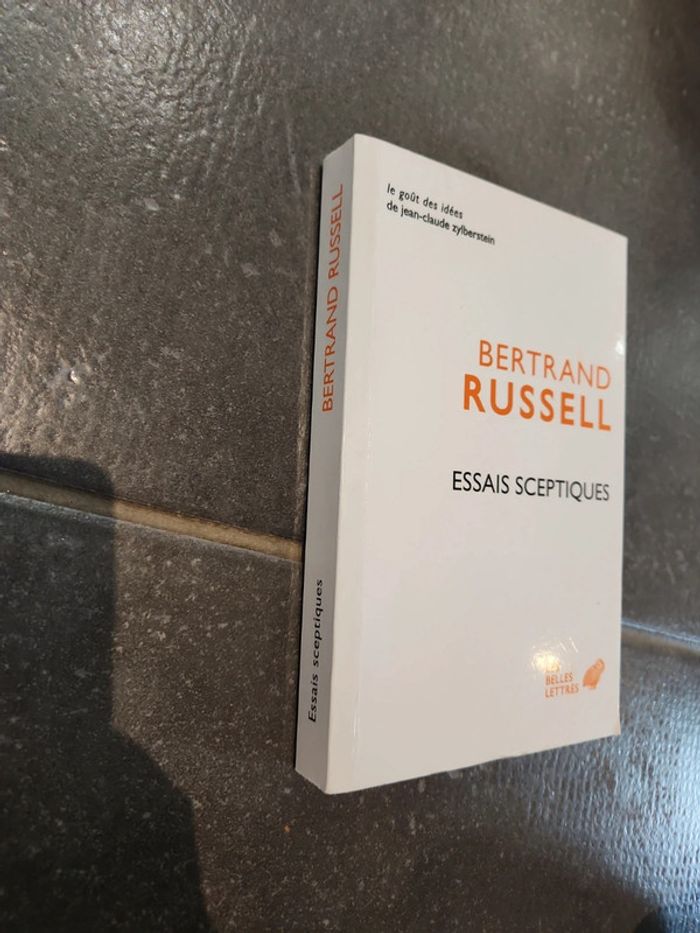 le goût des idées
de jean-claude zylberstein
BERTRAND
RUSSELL
ESSAIS SCEPTIQUES
LES
BELLES
LETTRES
BERTRAND RUSSELL
Essais sceptiques